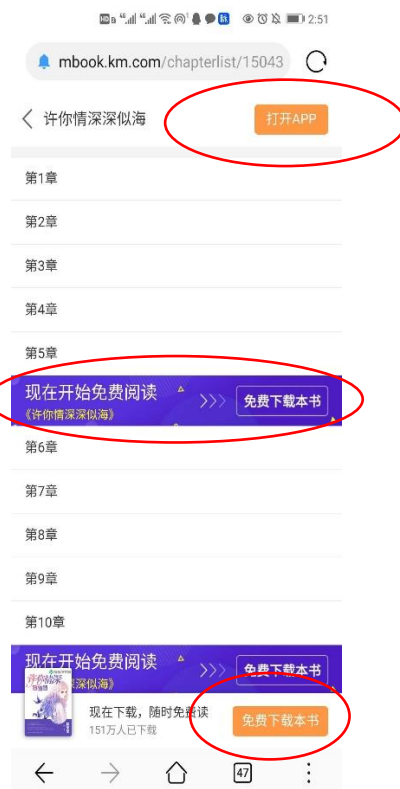 2:51
mbook.km.com/chapterlist/15043
许你情深深似海
打开APP
第1章
第2章
第3章
第4章
第5章
现在开始免费阅读
《许你情深深似海》
>>>
免费下载本书
第6章
第7章
第8章
第9章
第10章
现在开始免费阅读
深似海》
>>>
免费下载本书
现在下载，随时免费读
151万人已下载
免费下载本书
47